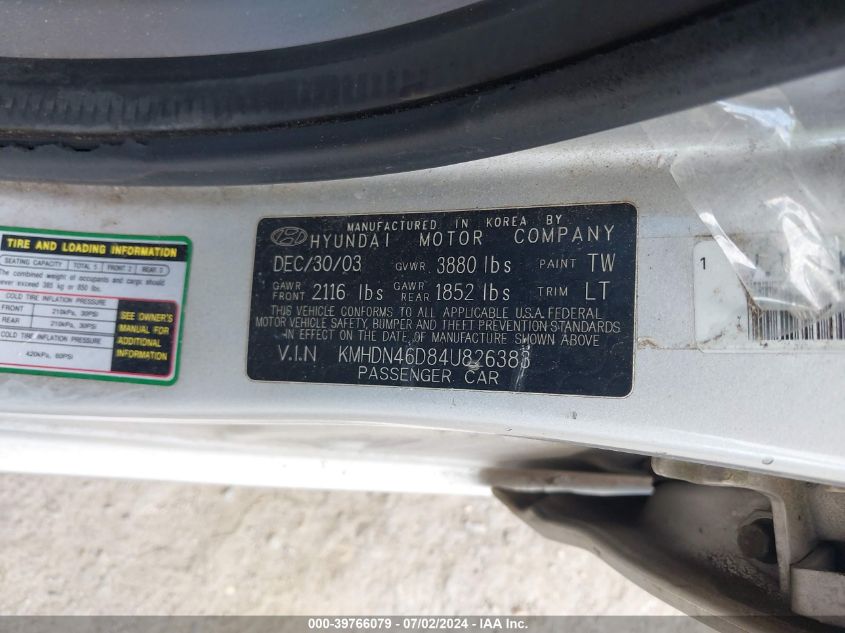 TIRE AND LOADING INFORMATION
SEATING CAPACITY TOTAL 5 FRONT 2 REAR 3
The combined weight of occupants and cargo should
never exceed 385 kg or 850 lbs.
COLD TIRE INFLATION PRESSURE
FRONT 210kPa, 30PSI
REAR 210kPa, 30PSI
COLD TIRE INFLATION PRESSURE
420kPa, 60PSI
SEE OWNER'S
MANUAL FOR
ADDITIONAL
INFORMATION
MANUFACTURED IN KOREA BY
HYUNDAI MOTOR COMPANY
DEC/30/03 GVWR 3880 lbs PAINT TW
GAWR FRONT 2116 lbs GAWR REAR 1852 lbs TRIM LT
THIS VEHICLE CONFORMS TO ALL APPLICABLE U.S.A. FEDERAL
MOTOR VEHICLE SAFETY, BUMPER AND THEFT PREVENTION STANDARDS
IN EFFECT ON THE DATE OF MANUFACTURE SHOWN ABOVE.
V.I.N KMHDN46D84U826383
PASSENGER CAR
1
000-39766079 - 07/02/2024 - COPYRIGHT IAA, LLC.